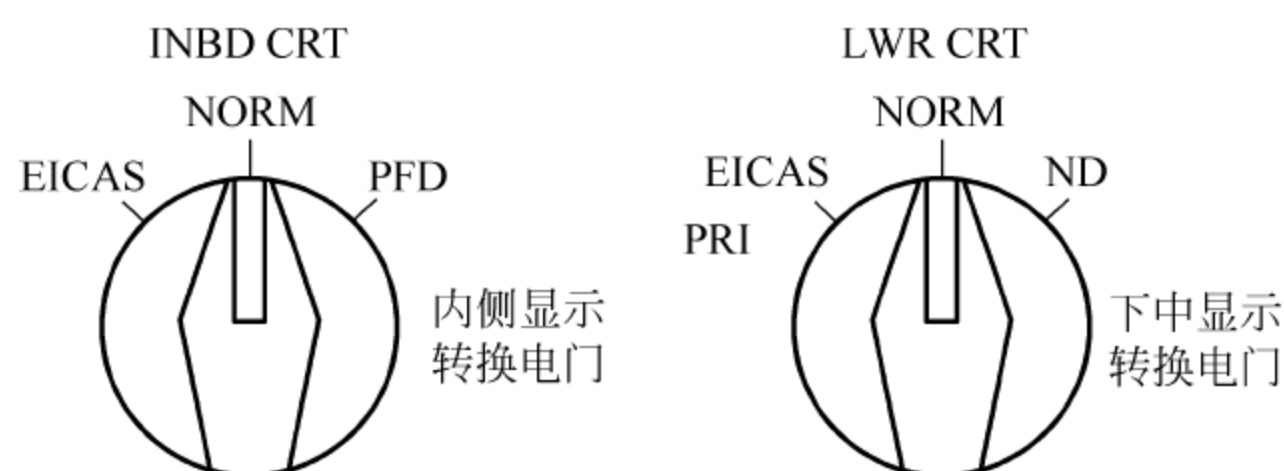 INBD CRT
NORM
EICAS
PFD
内侧显示
转换电门
LWR CRT
NORM
EICAS
PRI
ND
下中显示
转换电门